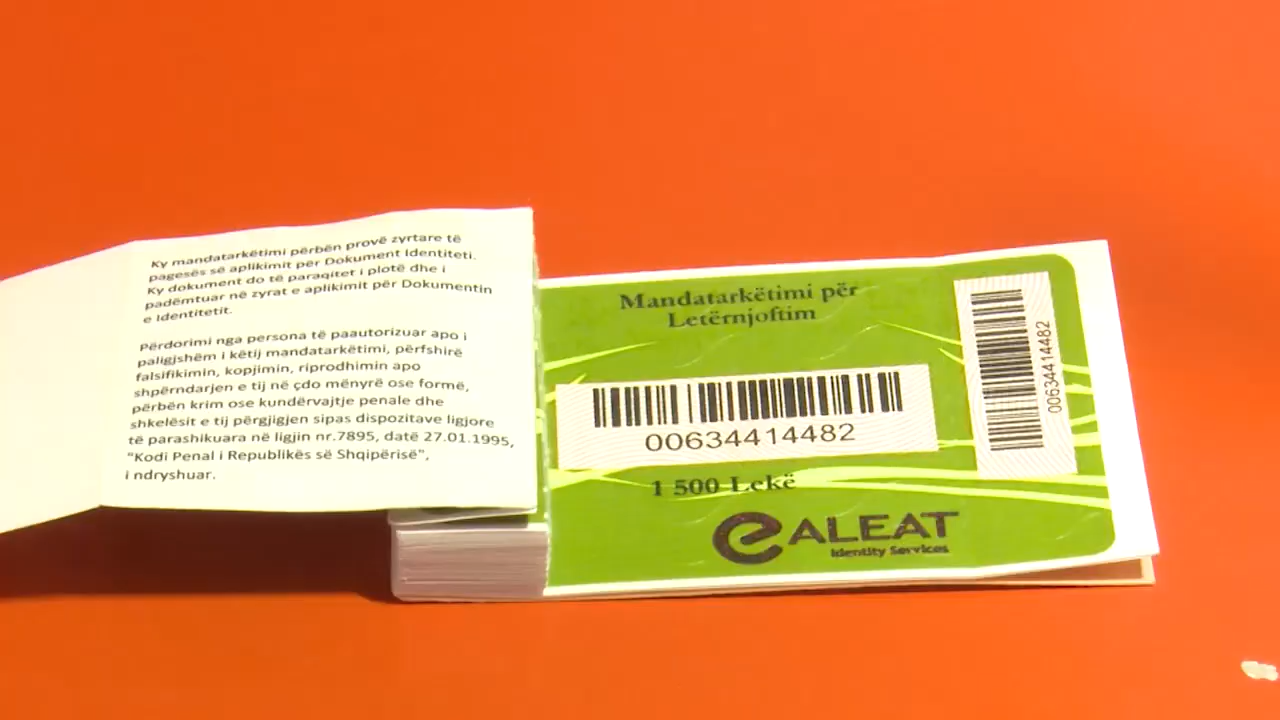 Ky mandatarkëtimi përbën provë zyrtare të
pagesës së aplikimit për Dokument Identiteti.
Ky dokument do të paraqitet i plotë dhe i
padëmtuar në zyrat e aplikimit për Dokumentin
e Identitetit.
Përdorimi nga persona të paautorizuar apo i
paligjshëm i këtij mandatarkëtimi, përfshirë
falsifikimin, kopjimin, riprodhimin apo
shpërndarjen e tij në çdo mënyrë ose formë,
përbën krim ose kundërvajtje penale dhe
shkelësit e tij përgjigjen sipas dispozitave ligjore
të parashikuara në ligjin nr.7895, datë 27.01.1995,
"Kodi Penal i Republikës së Shqipërisë",
i ndryshuar.
Mandatarkëtimi për
Letërnjoftim
00634414482
1 500 Lekë
e ALEAT
Identity Services
00634414482